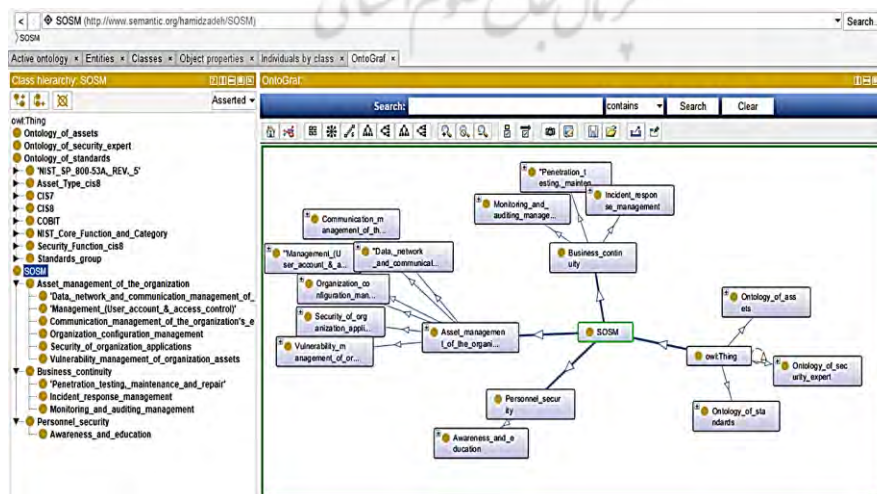 SOSM (http://www.semantic.org/hamidzadeh/SOSM)
Search...
SOSM
Active ontology × Entities × Classes × Object properties × Individuals by class × OntoGraf ×
Class hierarchy: SOSM
OntoGraf:
Asserted
Search:
contains
Search
Clear
owl:Thing
Ontology_of_assets
Ontology_of_security_expert
Ontology_of_standards
'NIST_SP_800-53A,_REV._5'
Asset_Type_cis8
CIS7
CIS8
COBIT
NIST_Core_Function_and_Category
Security_Function_cis8
Standards_group
SOSM
Asset_management_of_the_organization
'Data,_network_and_communication_management_of_
'Management_(User_account_&_access_control)'
Communication_management_of_the_organization's_e
Organization_configuration_management
Security_of_organization_applications
Vulnerability_management_of_organization_assets
Business_continuity
'Penetration_testing,_maintenance_and_repair'
Incident_response_management
Monitoring_and_auditing_management
Personnel_security
Awareness_and_education
"Penetration_t
esting,_mainten...
Incident_respon
se_management
Monitoring_and_
auditing_manage...
Communication_m
anagement_of_th...
"Management_(U
ser_account_&_a...
"Data,_network
_and_communicat...
Business_contin
uity
Organization_co
nfiguration_man...
Ontology_of_ass
ets
Security_of_org
anization_appli...
Asset_managemen
t_of_the_organi...
SOSM
Vulnerability_m
anagement_of_or...
owl:Thing
Ontology_of_sec
urity_expert
Personnel_secur
ity
Ontology_of_sta
ndards
Awareness_and_e
ducation